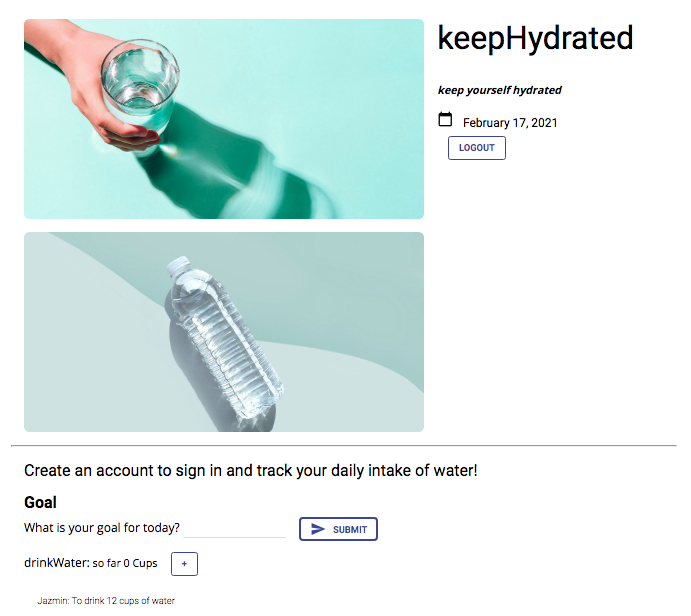 keepHydrated
keep yourself hydrated
February 17, 2021
LOGOUT
Create an account to sign in and track your daily intake of water!
Goal
What is your goal for today? SUBMIT
drinkWater: so far 0 Cups +
Jazmin: To drink 12 cups of water